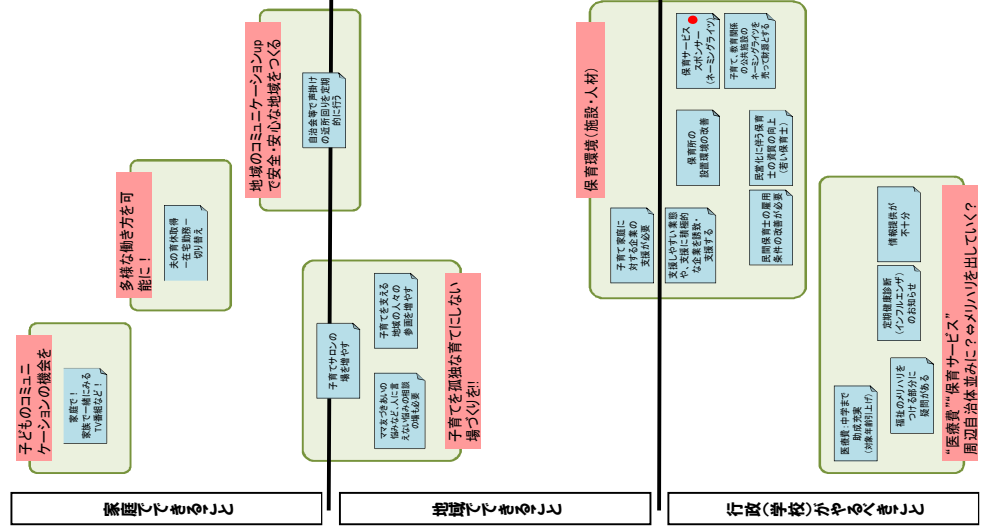 家庭でできること
地域でできること
行政(学校)がやるべきこと
子どものコミュニ
ケーションの機会を
家庭で！
家族で一緒にみる
TV番組など！
多様な働き方を可
能に！
夫の育休取得
ー在宅勤務ー
切り替え
地域のコミュニケーションup
で安全・安心な地域をつくる
自治会等で声掛け
の近所回りを定期
的に行う
子育てサロンの
場を増やす
子育てを支える
地域の人々の
参画を増やす
ママ友づきあいの
悩みなど、人に言
えない悩みの相談
の場も必要
子育てを孤独な育てにしない
場づくりを!!
保育環境(施設・人材)
保育サービス
スポンサー
(ネーミングライツ)
子育て、教育関係
の公共施設の
ネーミングライツを
売って財源とする
保育所の
設置環境の改善
民営化に伴う保育
士の資質の向上
(若い保育士)
子育て家庭に
対する企業の
支援が必要
支援しやすい業態
や、支援に積極的
な企業を誘致・
支援する
民間保育士の雇用
条件の改善が必要
情報提供が
不十分
定期健康診断
(インフルエンザ)
のお知らせ
福祉のメリハリを
つける部分に
疑問がある
医療費：中学まで
助成充実
(対象年齢引上げ)
“医療費”“保育サービス”
周辺自治体並みに？⇔メリハリを出していく？